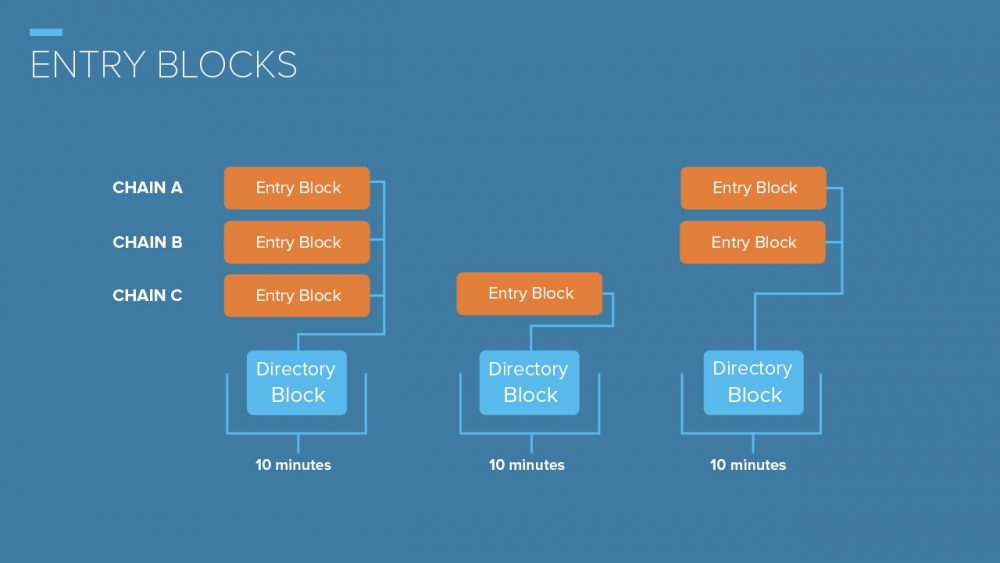 ENTRY BLOCKS
CHAIN A
Entry Block
Entry Block
CHAIN B
Entry Block
Entry Block
CHAIN C
Entry Block
Entry Block
Directory
Block
Directory
Block
Directory
Block
10 minutes
10 minutes
10 minutes